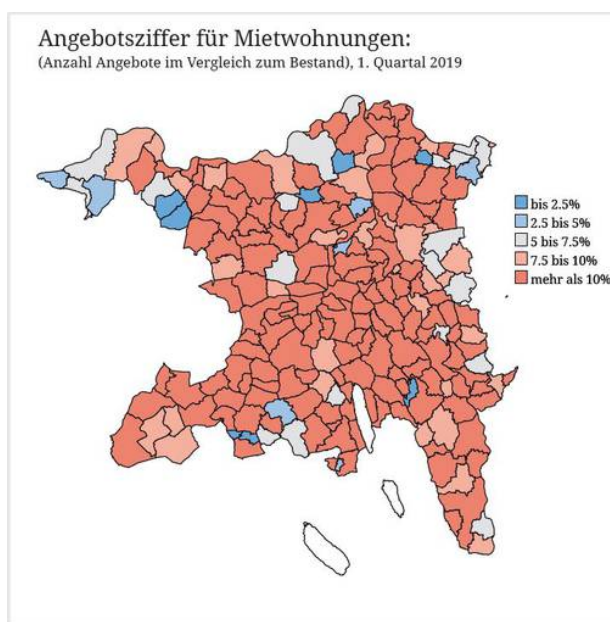 Angebotsziffer für Mietwohnungen:
(Anzahl Angebote im Vergleich zum Bestand), 1. Quartal 2019
bis 2.5%
2.5 bis 5%
5 bis 7.5%
7.5 bis 10%
mehr als 10%